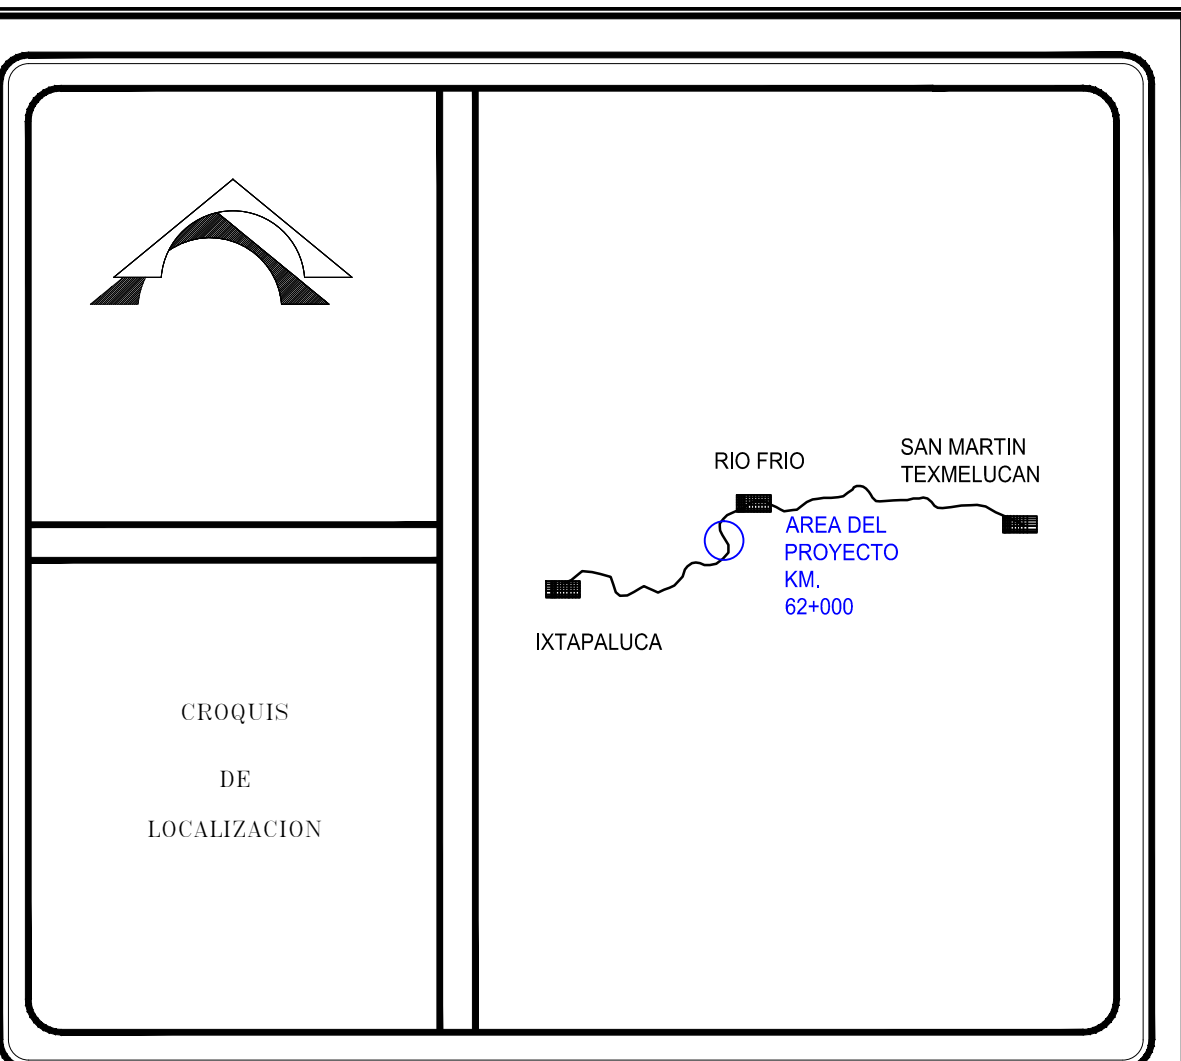 CROQUIS
DE
LOCALIZACION
RIO FRIO
SAN MARTIN
TEXMELUCAN
AREA DEL
PROYECTO
KM.
62+000
IXTAPALUCA